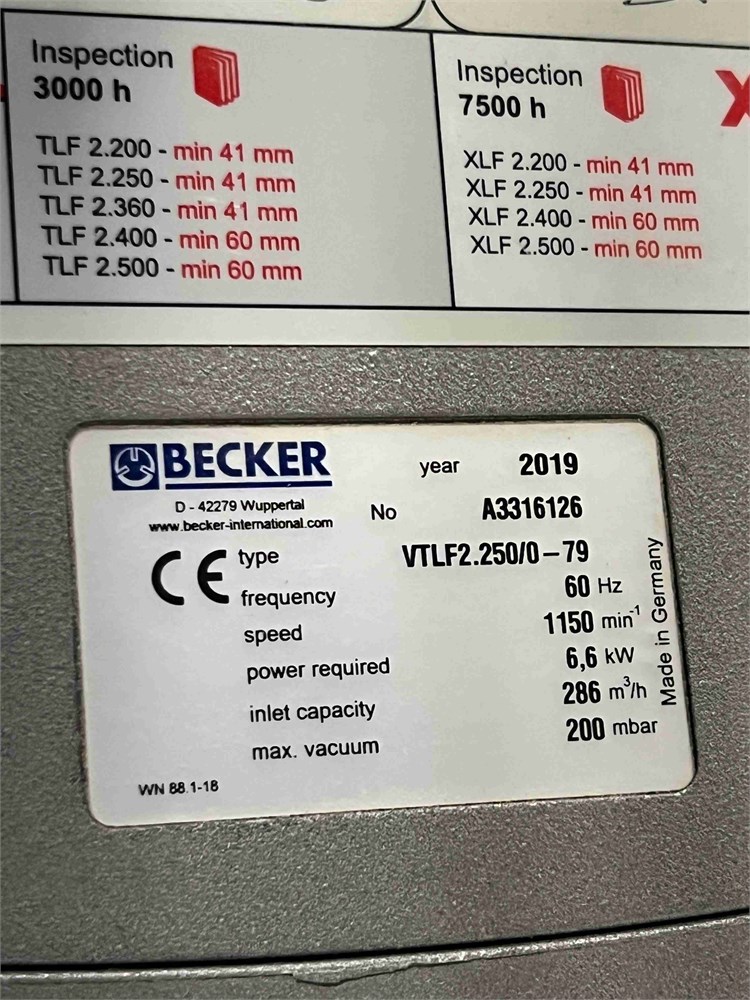 Inspection
3000 h
TLF 2.200 - min 41 mm
TLF 2.250 - min 41 mm
TLF 2.360 - min 41 mm
TLF 2.400 - min 60 mm
TLF 2.500 - min 60 mm
Inspection
7500 h
XLF 2.200 - min 41 mm
XLF 2.250 - min 41 mm
XLF 2.400 - min 60 mm
XLF 2.500 - min 60 mm
BECKER
D - 42279 Wuppertal
www.becker-international.com
year 2019
No A3316126
CE
type VTLF2.250/0-79
frequency 60 Hz
speed 1150 min⁻¹
power required 6,6 kW
inlet capacity 286 m³/h
max. vacuum 200 mbar
WN 88.1-18
Made in Germany